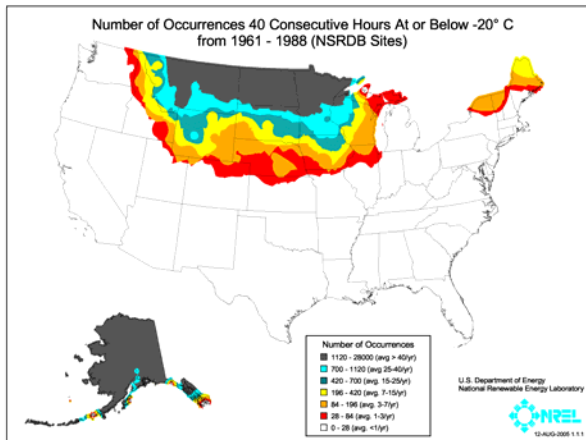 Number of Occurrences 40 Consecutive Hours At or Below -20° C
from 1961 - 1988 (NSRDB Sites)
Number of Occurrences
1120 - 28000 (avg > 40/yr)
700 - 1120 (avg 25-40/yr)
420 - 700 (avg. 15-25/yr)
196 - 420 (avg. 7-15/yr)
84 - 196 (avg. 3-7/yr)
28 - 84 (avg. 1-3/yr)
0 - 28 (avg. <1/yr)
U.S. Department of Energy
National Renewable Energy Laboratory
NREL
12-AUG-2005 1.1.1